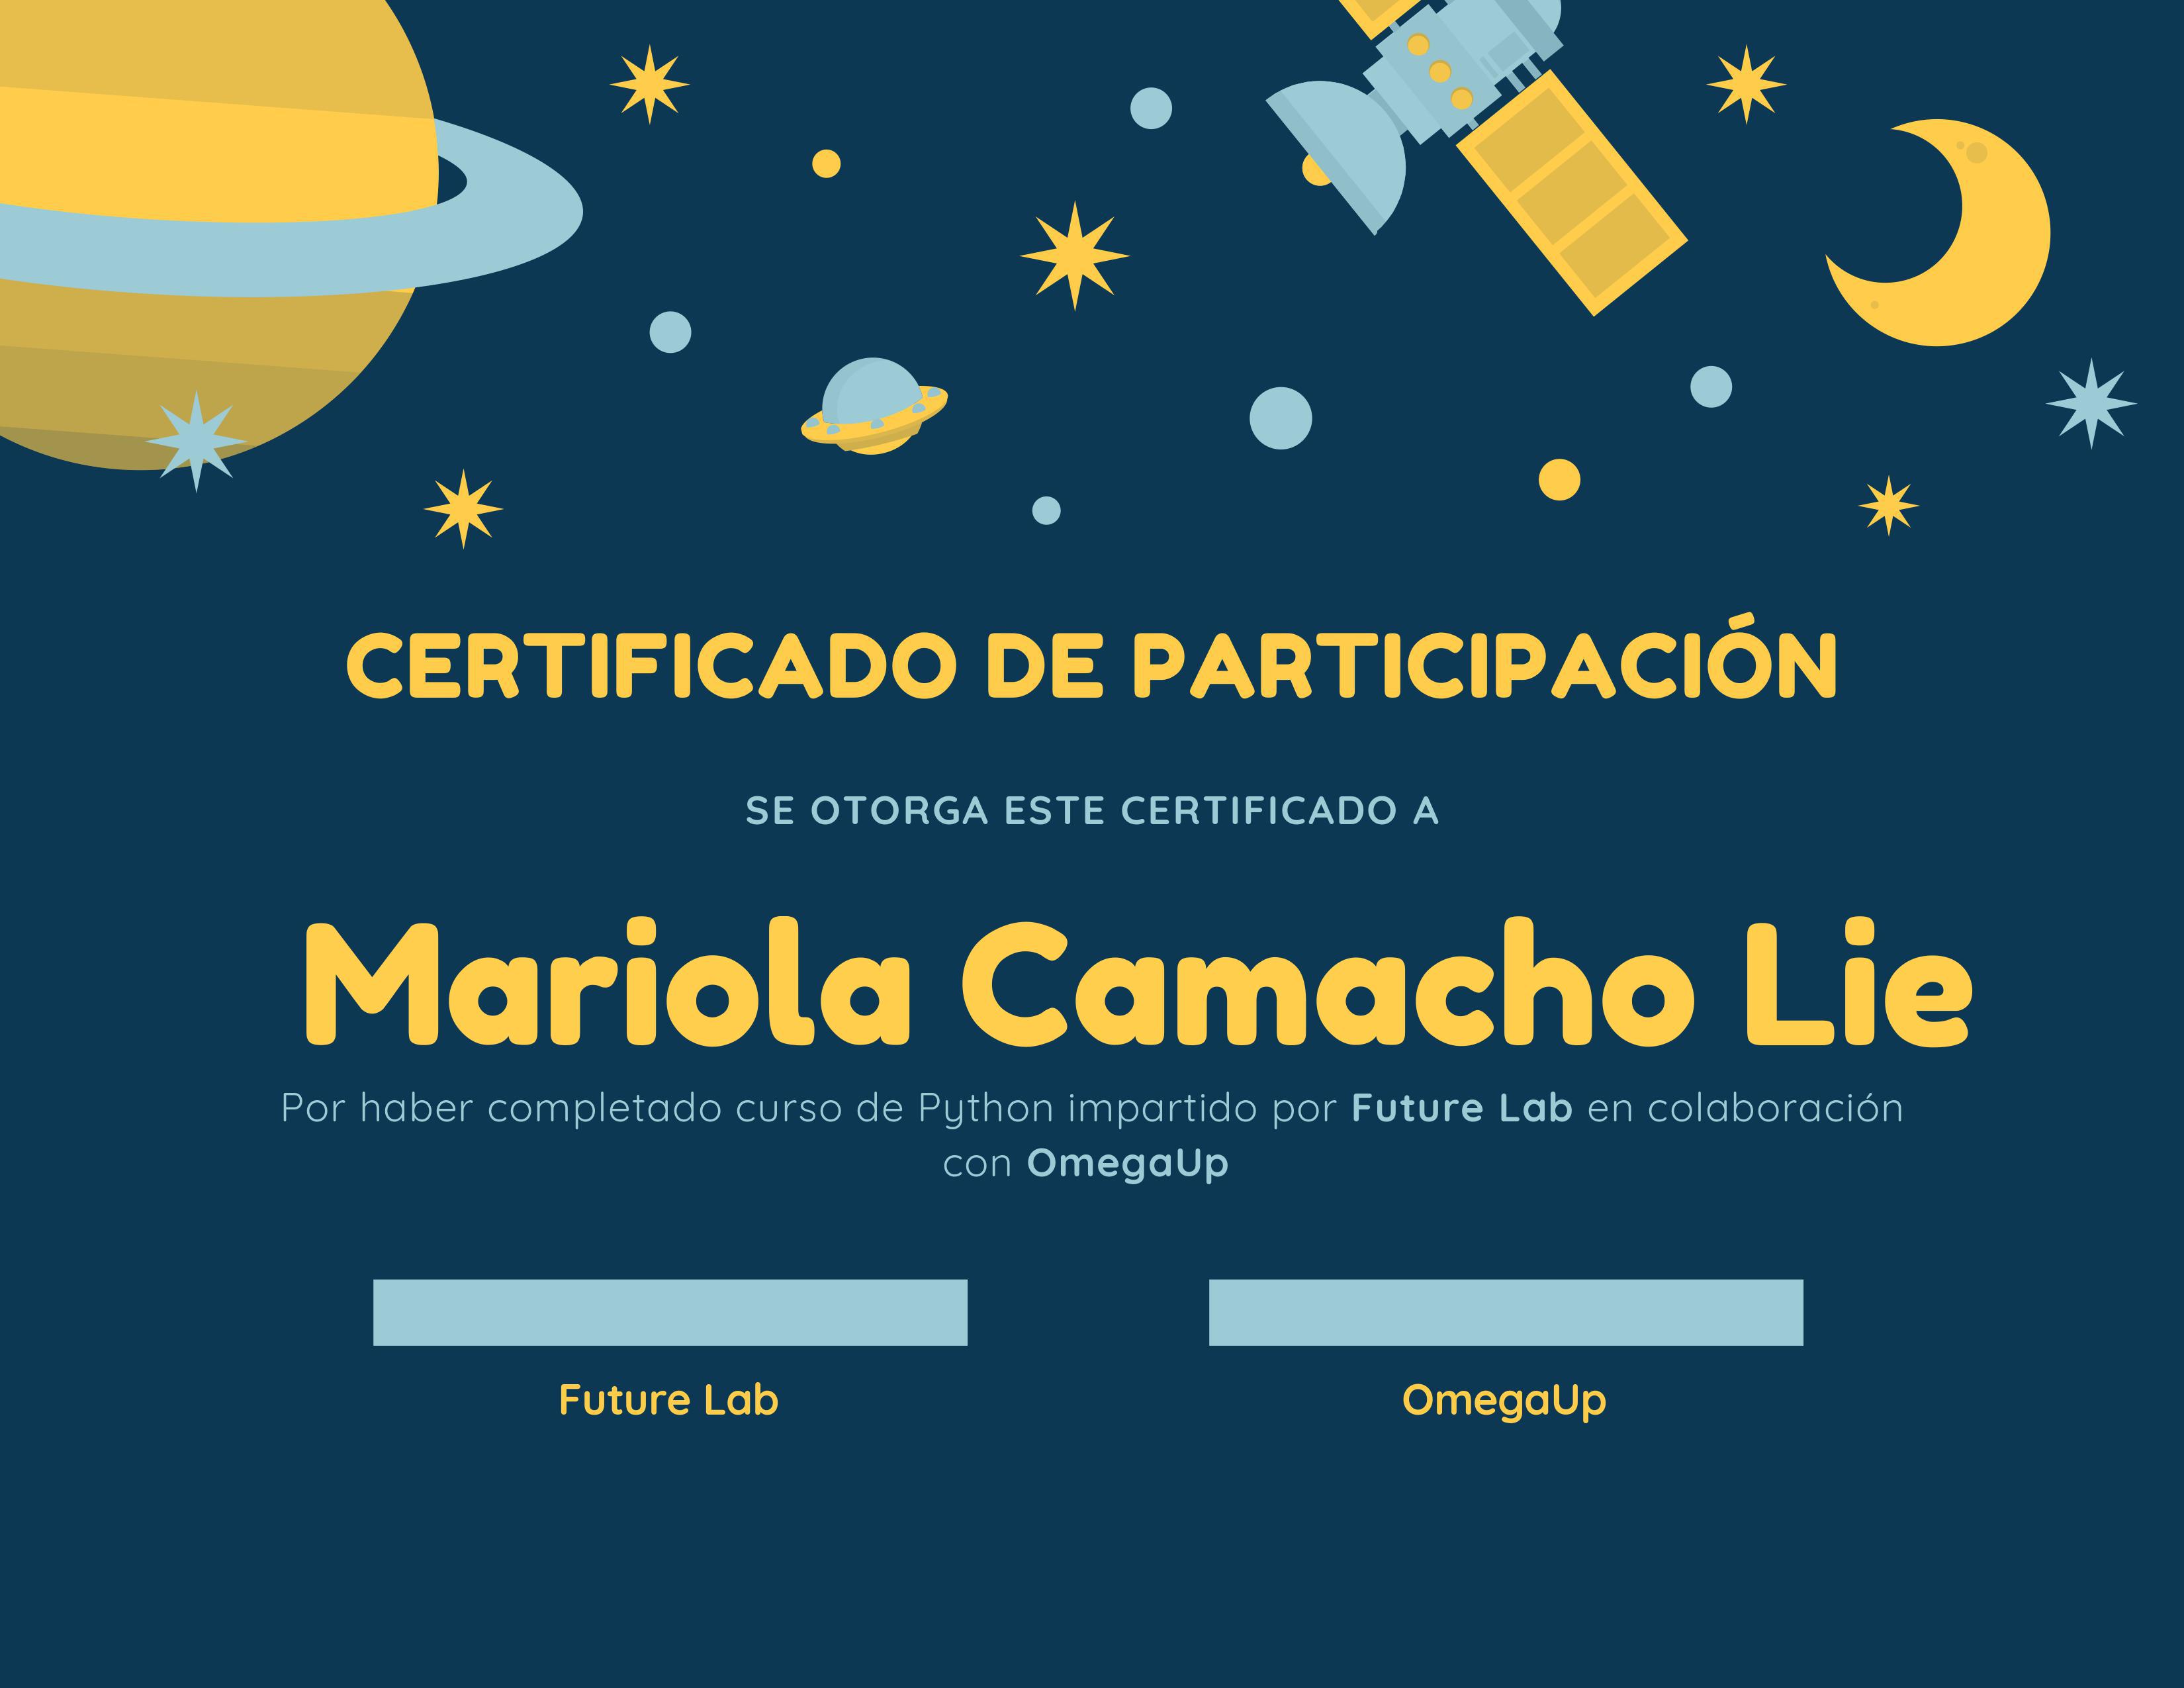 CERTIFICADO DE PARTICIPACIÓN
SE OTORGA ESTE CERTIFICADO A
Mariola Camacho Lie
Por haber completado curso de Python impartido por Future Lab en colaboración
con OmegaUp
Future Lab
OmegaUp